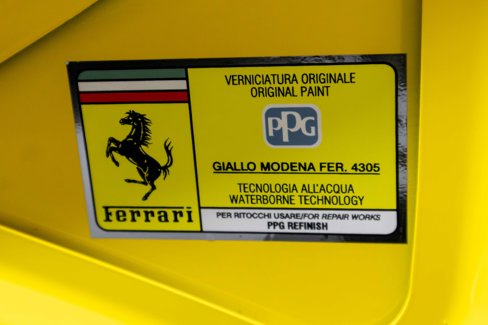 VERNICIATURA ORIGINALE
ORIGINAL PAINT
PPG
GIALLO MODENA FER. 4305
TECNOLOGIA ALL'ACQUA
WATERBORNE TECHNOLOGY
Ferrari
PER RITOCCHI USARE/FOR REPAIR WORKS
PPG REFINISH